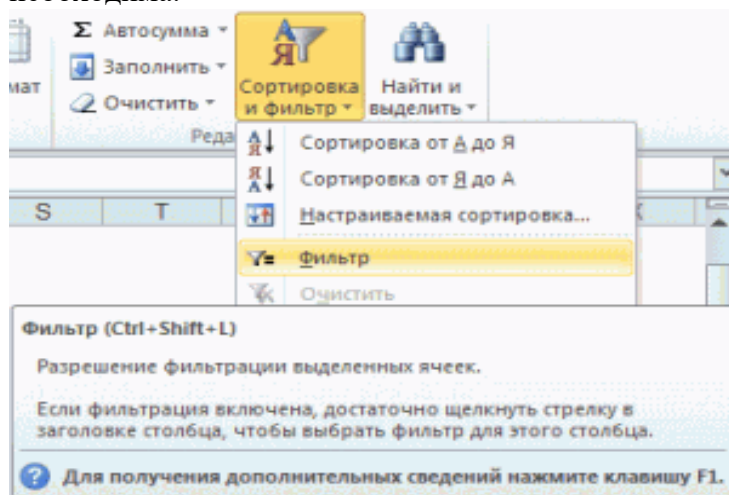 Σ Автосумма
Заполнить
Очистить
мат
Сортировка
и фильтр
Найти и
выделить
Реда
Сортировка от А до Я
Сортировка от Я до А
Настраиваемая сортировка...
S T
Фильтр
Очистить
Фильтр (Ctrl+Shift+L)
Разрешение фильтрации выделенных ячеек.
Если фильтрация включена, достаточно щелкнуть стрелку в
заголовке столбца, чтобы выбрать фильтр для этого столбца.
Для получения дополнительных сведений нажмите клавишу F1.